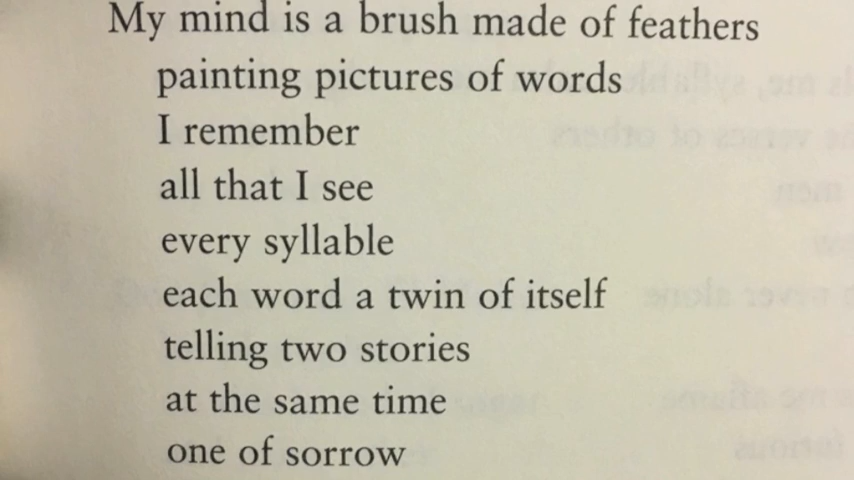 My mind is a brush made of feathers
painting pictures of words
I remember
all that I see
every syllable
each word a twin of itself
telling two stories
at the same time
one of sorrow